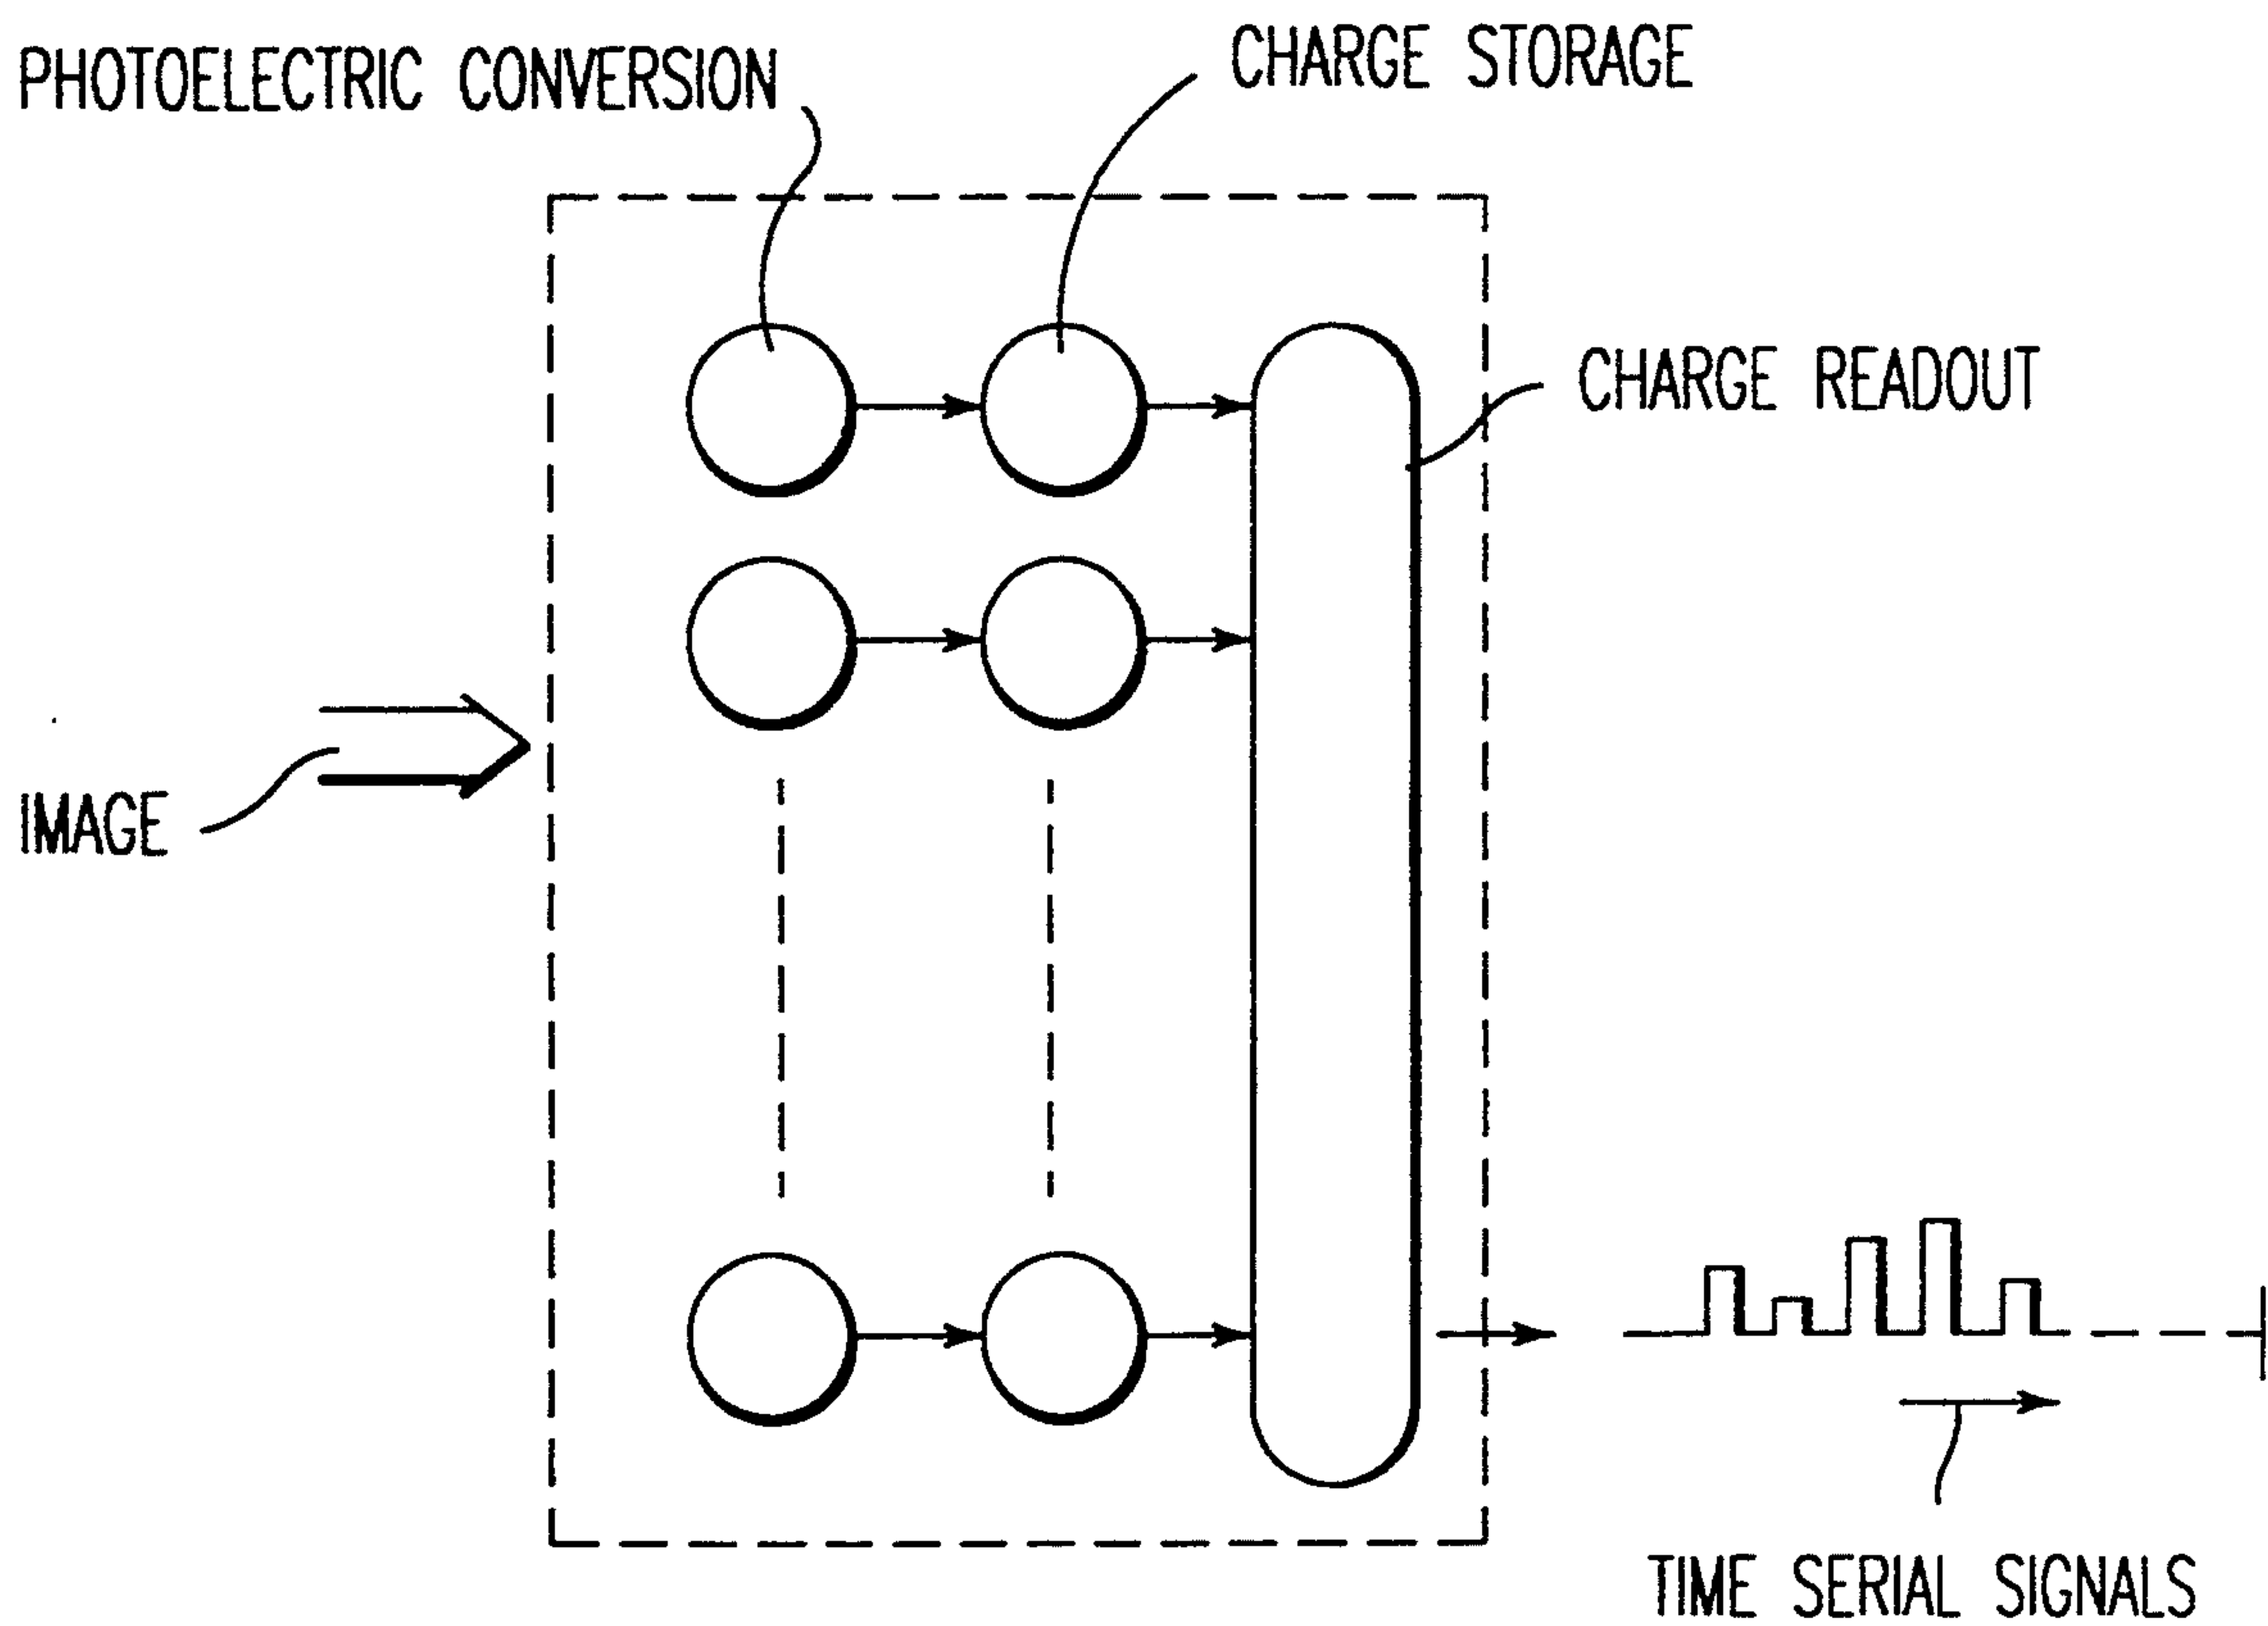 PHOTOELECTRIC CONVERSION
CHARGE STORAGE
CHARGE READOUT
IMAGE
TIME SERIAL SIGNALS